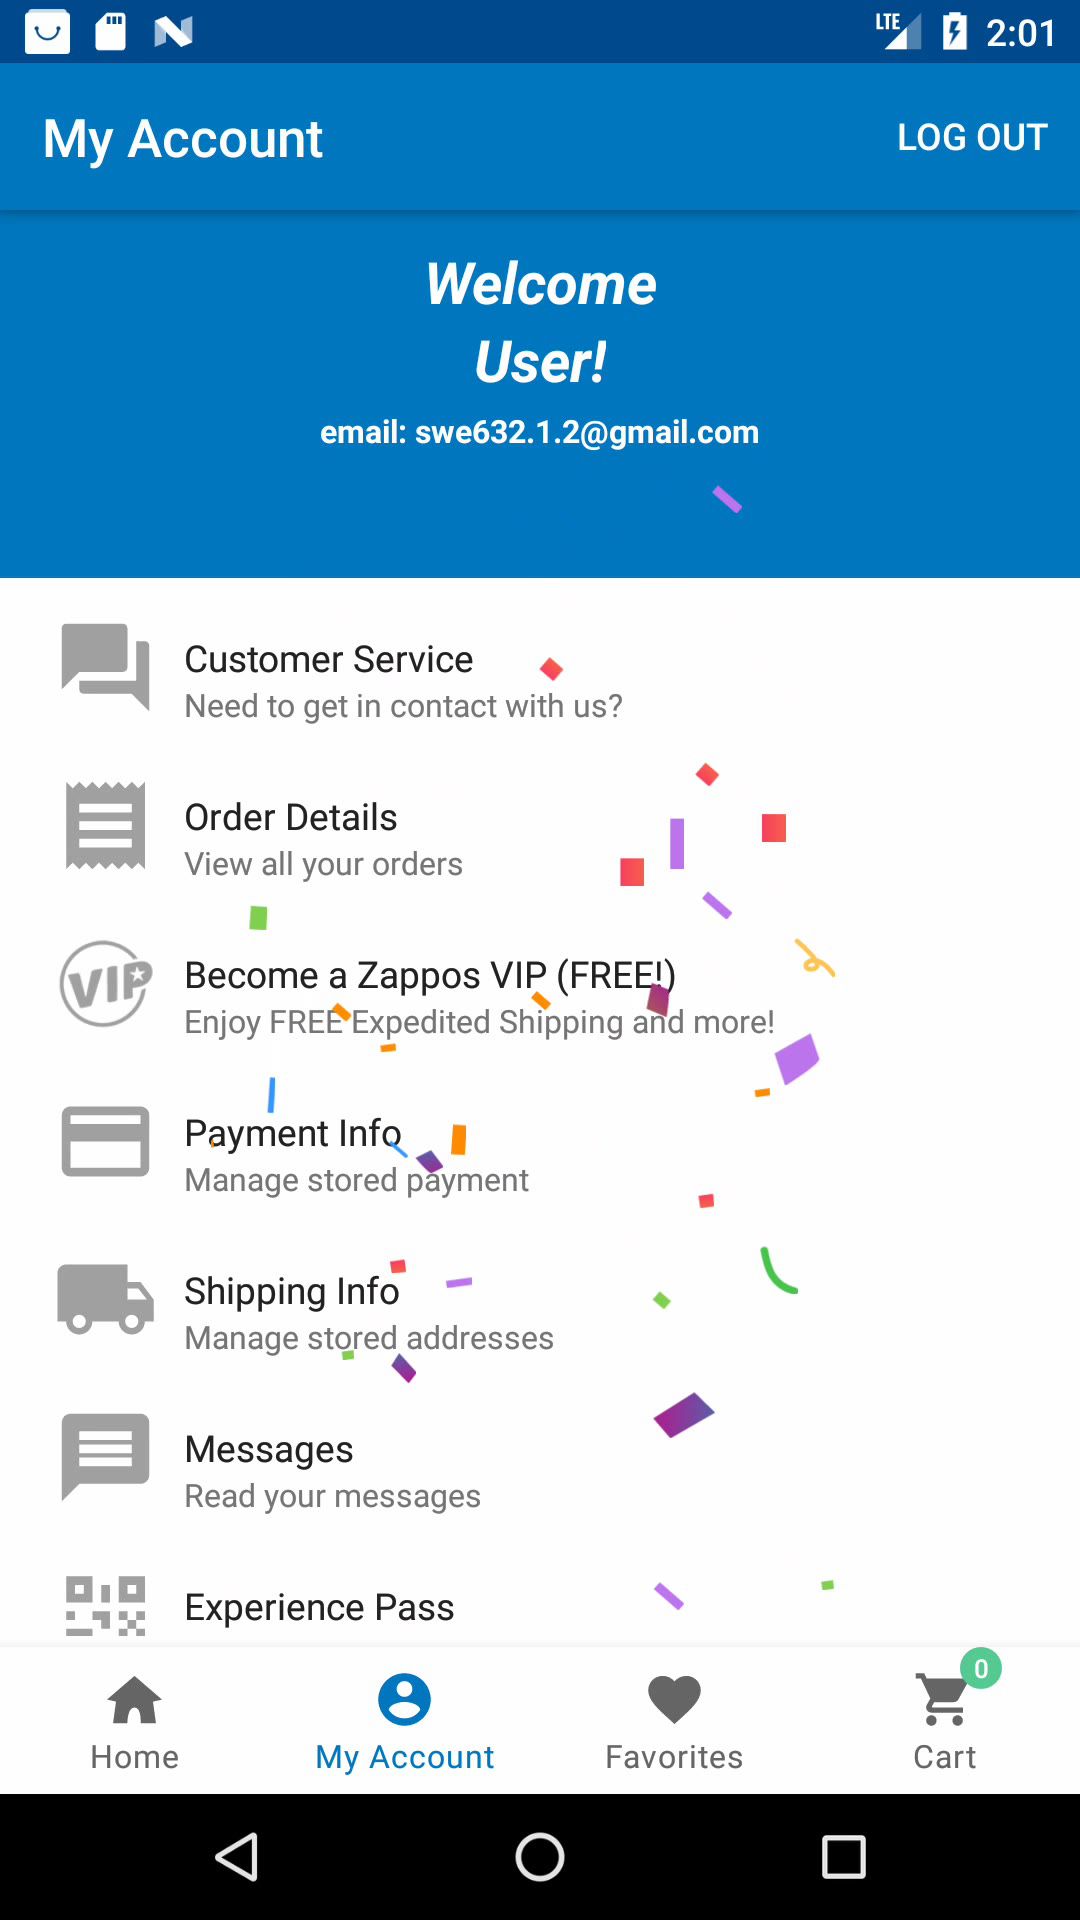 LTE 2:01
My Account LOG OUT
Welcome
User!
email: swe632.1.2@gmail.com
Customer Service
Need to get in contact with us?
Order Details
View all your orders
VIP
Become a Zappos VIP (FREE!)
Enjoy FREE Expedited Shipping and more!
Payment Info
Manage stored payment
Shipping Info
Manage stored addresses
Messages
Read your messages
Experience Pass
0
Home My Account Favorites Cart